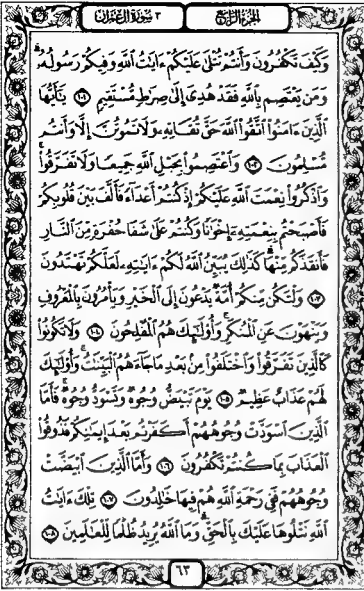 الجزء الرابع
٣ سورة آل عمران
وَكَيْفَ تَكْفُرُونَ وَأَنتُمْ تُتْلَىٰ عَلَيْكُمْ ءَايَٰتُ ٱللَّهِ وَفِيكُمْ رَسُولُهُۥ
وَمَن يَعْتَصِم بِٱللَّهِ فَقَدْ هُدِىَ إِلَىٰ صِرَٰطٍ مُّسْتَقِيمٍ ١٠١ يَٰٓأَيُّهَا
ٱلَّذِينَ ءَامَنُوا۟ ٱتَّقُوا۟ ٱللَّهَ حَقَّ تُقَاتِهِۦ وَلَا تَمُوتُنَّ إِلَّا وَأَنتُم
مُّسْلِمُونَ ١٠٢ وَٱعْتَصِمُوا۟ بِحَبْلِ ٱللَّهِ جَمِيعًا وَلَا تَفَرَّقُوا۟
وَٱذْكُرُوا۟ نِعْمَتَ ٱللَّهِ عَلَيْكُمْ إِذْ كُنتُمْ أَعْدَآءً فَأَلَّفَ بَيْنَ قُلُوبِكُمْ
فَأَصْبَحْتُم بِنِعْمَتِهِۦٓ إِخْوَٰنًا وَكُنتُمْ عَلَىٰ شَفَا حُفْرَةٍ مِّنَ ٱلنَّارِ
فَأَنقَذَكُم مِّنْهَا كَذَٰلِكَ يُبَيِّنُ ٱللَّهُ لَكُمْ ءَايَٰتِهِۦ لَعَلَّكُمْ تَهْتَدُونَ
١٠٣ وَلْتَكُن مِّنكُمْ أُمَّةٌ يَدْعُونَ إِلَى ٱلْخَيْرِ وَيَأْمُرُونَ بِٱلْمَعْرُوفِ
وَيَنْهَوْنَ عَنِ ٱلْمُنكَرِ وَأُو۟لَٰٓئِكَ هُمُ ٱلْمُفْلِحُونَ ١٠٤ وَلَا تَكُونُوا۟
كَٱلَّذِينَ تَفَرَّقُوا۟ وَٱخْتَلَفُوا۟ مِنۢ بَعْدِ مَا جَآءَهُمُ ٱلْبَيِّنَٰتُ وَأُو۟لَٰٓئِكَ
لَهُمْ عَذَابٌ عَظِيمٌ ١٠٥ يَوْمَ تَبْيَضُّ وُجُوهٌ وَتَسْوَدُّ وُجُوهٌ فَأَمَّا
ٱلَّذِينَ ٱسْوَدَّتْ وُجُوهُهُمْ أَكَفَرْتُم بَعْدَ إِيمَٰنِكُمْ فَذُوقُوا۟
ٱلْعَذَابَ بِمَا كُنتُمْ تَكْفُرُونَ ١٠٦ وَأَمَّا ٱلَّذِينَ ٱبْيَضَّتْ
وُجُوهُهُمْ فَفِى رَحْمَةِ ٱللَّهِ هُمْ فِيهَا خَٰلِدُونَ ١٠٧ تِلْكَ ءَايَٰتُ
ٱللَّهِ نَتْلُوهَا عَلَيْكَ بِٱلْحَقِّ وَمَا ٱللَّهُ يُرِيدُ ظُلْمًا لِّلْعَٰلَمِينَ ١٠٨
٦٣